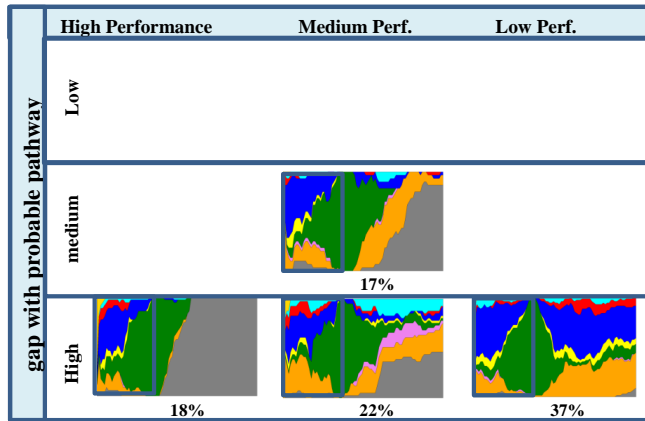 High Performance Medium Perf. Low Perf.
gap with probable pathway
Low
medium
17%
High
18% 22% 37%